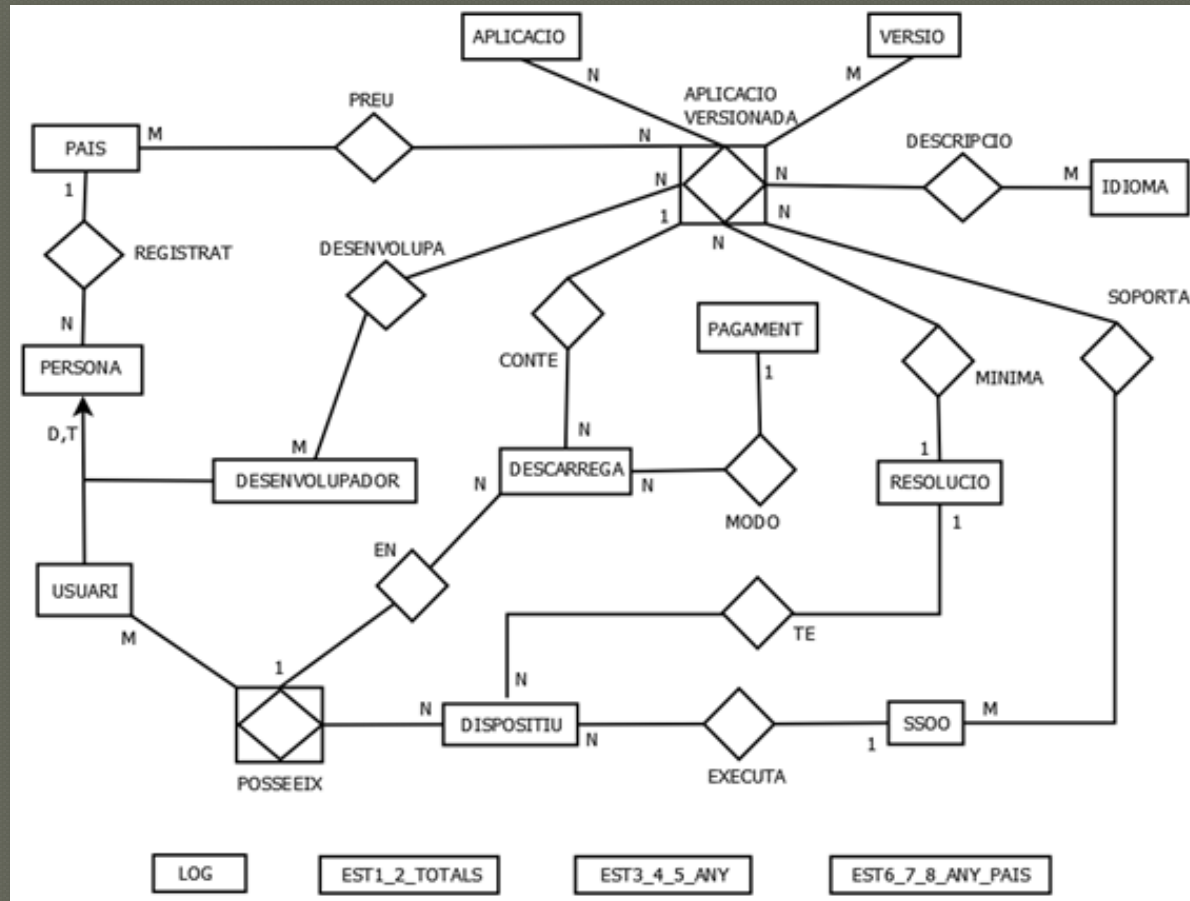 APLICACIO
VERSIO
N
M
PREU
APLICACIO
VERSIONADA
DESCRIPCIO
PAIS
M
N
N
N
M
IDIOMA
1
1
N
N
REGISTRAT
DESENVOLUPA
SOPORTA
N
PERSONA
PAGAMENT
CONTE
1
MINIMA
D,T
M
N
1
DESENVOLUPADOR
N
DESCARREGA
N
RESOLUCIO
MODO
1
EN
USUARI
M
TE
1
N
N
DISPOSITIU
N
SSOO
M
1
POSSEEIX
EXECUTA
LOG
EST1_2_TOTALS
EST3_4_5_ANY
EST6_7_8_ANY_PAIS